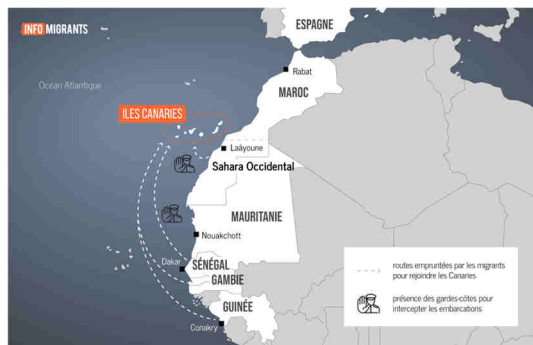 INFO MIGRANTS
ESPAGNE
Océan Atlantique
Rabat
MAROC
ILES CANARIES
Laâyoune
Sahara Occidental
MAURITANIE
Nouakchott
Dakar
SÉNÉGAL
GAMBIE
GUINÉE
Conakry
routes empruntées par les migrants
pour rejoindre les Canaries
présence des gardes-côtes pour
intercepter les embarcations